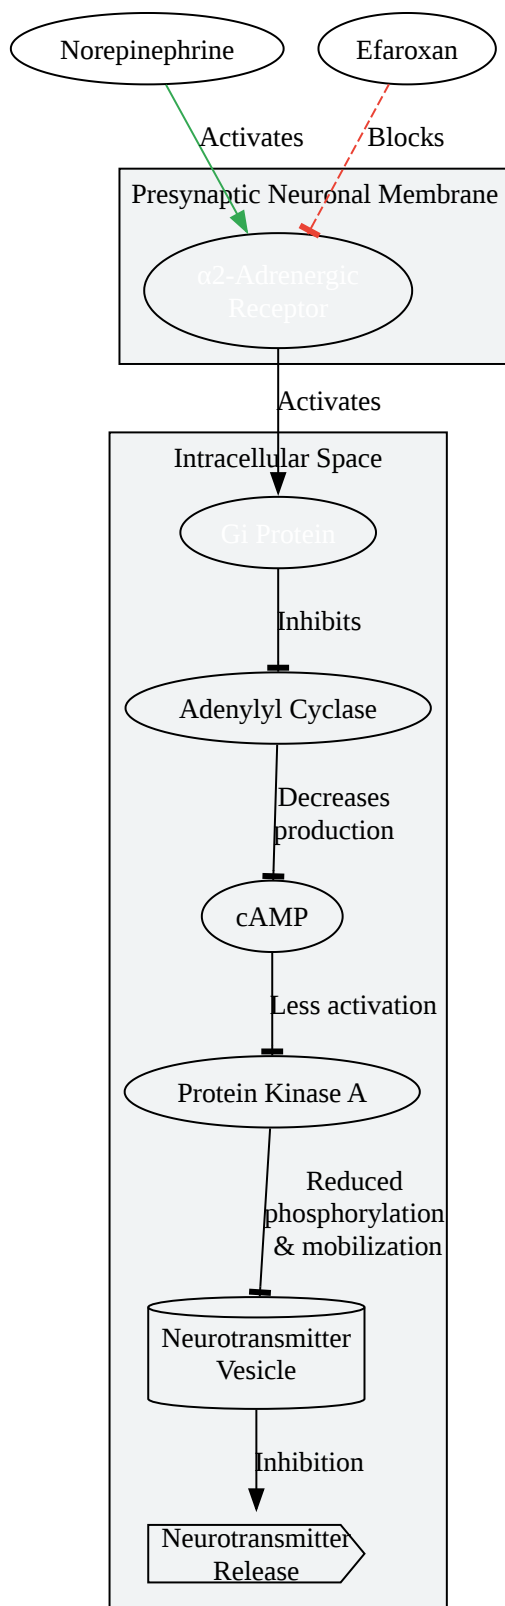 Norepinephrine
Efaroxan
Activates
Blocks
Presynaptic Neuronal Membrane
α2-Adrenergic
Receptor
Activates
Intracellular Space
Gi Protein
Inhibits
Adenylyl Cyclase
Decreases
production
cAMP
Less activation
Protein Kinase A
Reduced
phosphorylation
& mobilization
Neurotransmitter
Vesicle
Inhibition
Neurotransmitter
Release